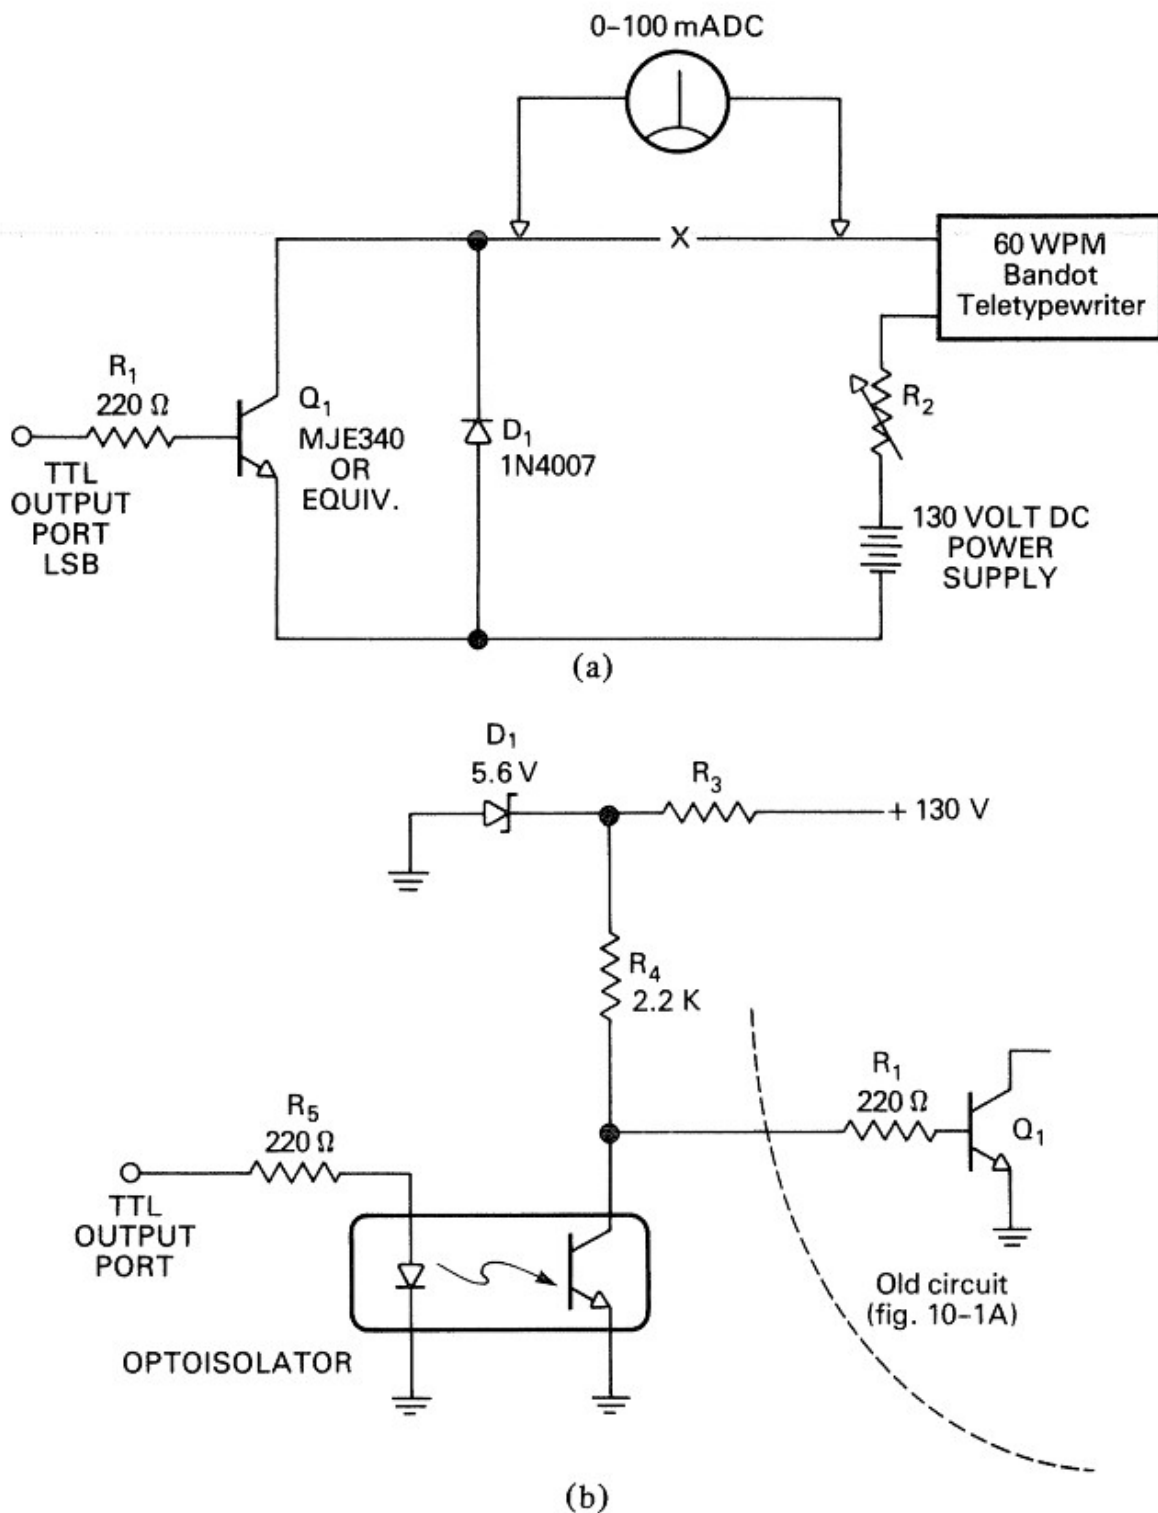 0–100 mADC
X
60 WPM
Bandot
Teletypewriter
R1
220 Ω
Q1
MJE340
OR
EQUIV.
D1
1N4007
R2
TTL
OUTPUT
PORT
LSB
130 VOLT DC
POWER
SUPPLY
(a)
D1
5.6 V
R3
+ 130 V
R4
2.2 K
R1
220 Ω
Q1
R5
220 Ω
TTL
OUTPUT
PORT
Old circuit
(fig. 10–1A)
OPTOISOLATOR
(b)